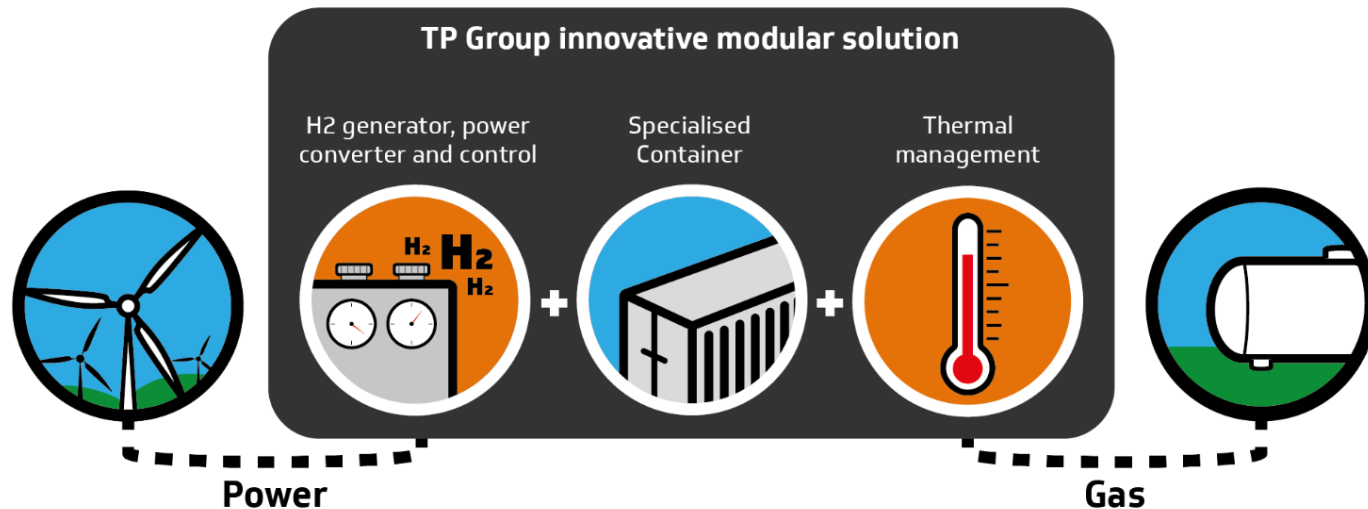 TP Group innovative modular solution
H2 generator, power
converter and control
Specialised
Container
Thermal
management
H2
H2
H2
+
+
Power
Gas